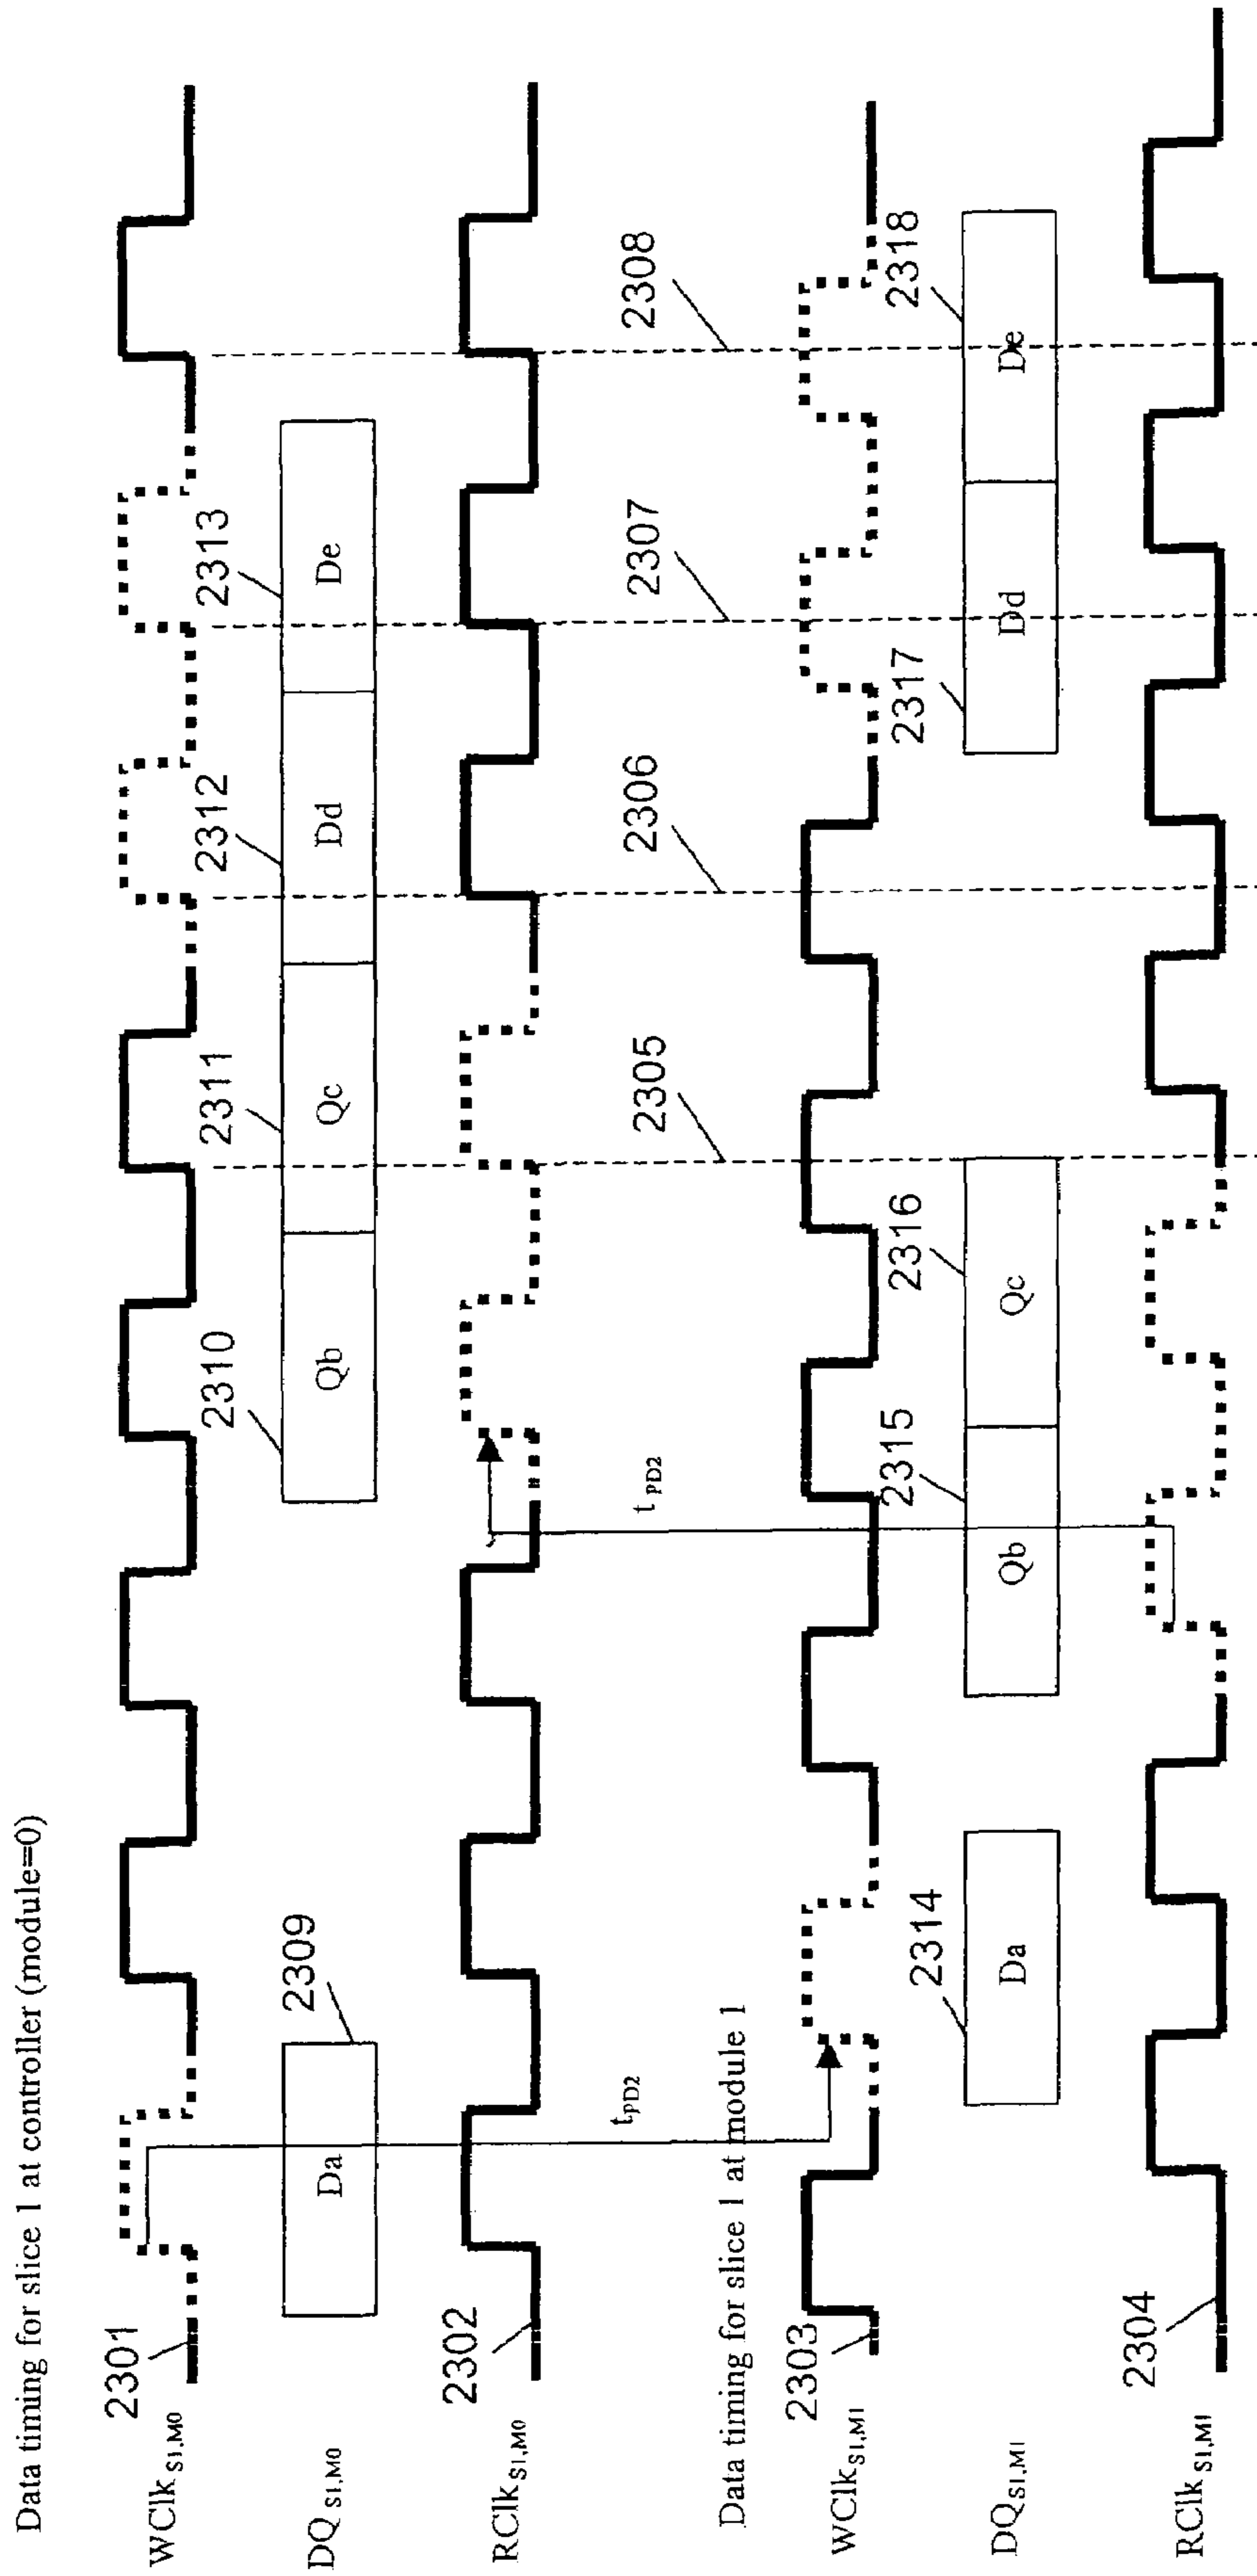 Data timing for slice 1 at controller (module=0)
WClk S1,M0
2301
DQ S1,M0
Da
2309
Qb
2310
Qc
2311
Dd
2312
De
2313
RClk S1,M0
2302
tPD2
t PD2
2305
2306
2307
2308
Data timing for slice 1 at module 1
WClk S1,M1
2303
DQ S1,M1
Da
2314
Qb
2315
Qc
2316
Dd
2317
De
2318
RClk S1,M1
2304